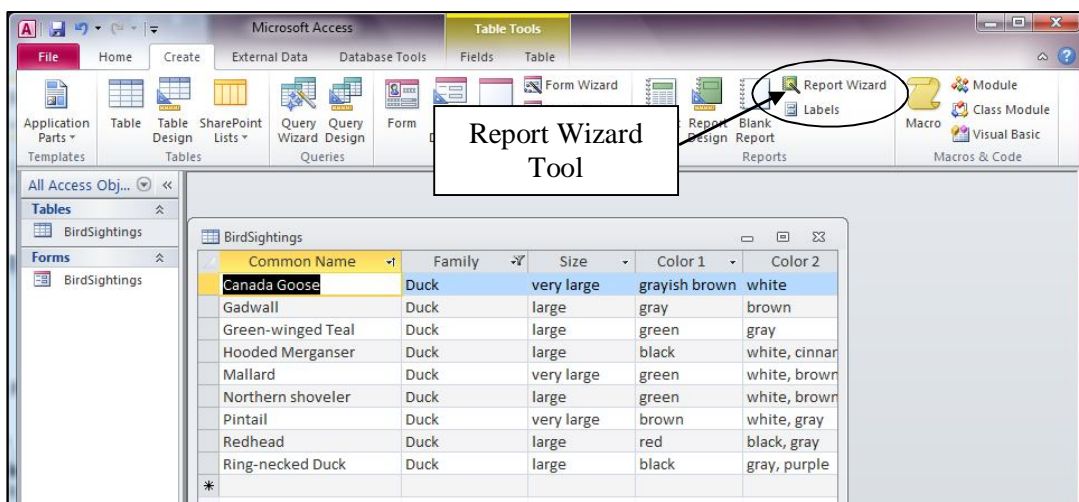 Microsoft Access Table Tools
File Home Create External Data Database Tools Fields Table
Application Parts Table Table Design SharePoint Lists Query Wizard Query Design Form Form Wizard Report Design Blank Report Report Wizard Labels Macro Module Class Module Visual Basic
Templates Tables Queries Reports Macros & Code
Report Wizard
Tool
All Access Obj...
Tables
BirdSightings
Forms
BirdSightings
BirdSightings
Common Name Family Size Color 1 Color 2
Canada Goose Duck very large grayish brown white
Gadwall Duck large gray brown
Green-winged Teal Duck large green gray
Hooded Merganser Duck large black white, cinnar
Mallard Duck very large green white, brown
Northern shoveler Duck large green white, brown
Pintail Duck very large brown white, gray
Redhead Duck large red black, gray
Ring-necked Duck Duck large black gray, purple